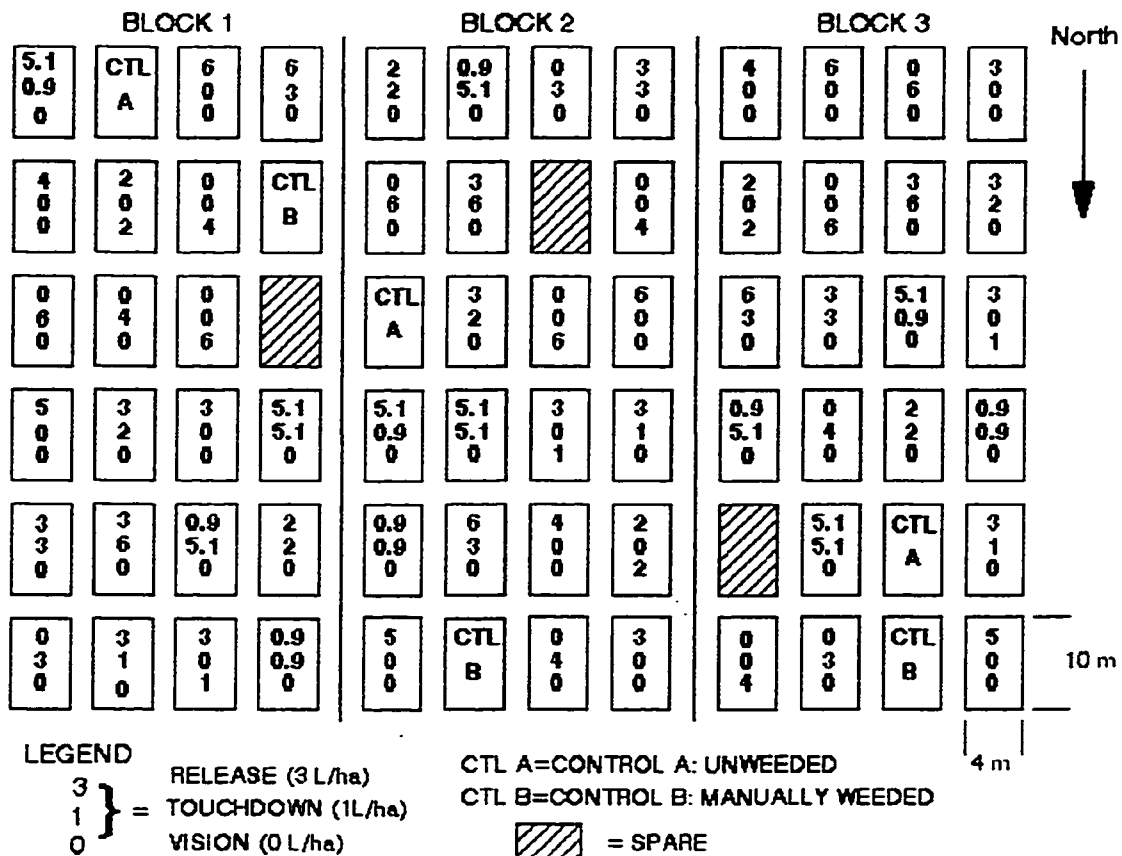 BLOCK 1 BLOCK 2 BLOCK 3
North
5.1 CTL 6 6 2 0.9 0 3 4 6 0 3
0.9 A 0 3 2 5.1 3 3 0 0 6 0
0 0 0 0 0 0 0 0 0 0 0
4 2 0 CTL 0 3 0 2 0 3 3
0 0 0 B 6 6 0 0 0 6 2
0 2 4 0 0 4 2 6 0 0
0 0 0 CTL 3 0 6 6 3 5.1 3
6 4 0 A 2 0 0 3 3 0.9 0
0 0 6 0 6 0 0 0 0 1
5 3 3 5.1 5.1 5.1 3 3 0.9 0 2 0.9
0 2 0 5.1 0.9 5.1 0 1 5.1 4 2 0.9
0 0 0 0 0 0 1 0 0 0 0 0
3 3 0.9 2 0.9 6 4 2 5.1 CTL 3
3 6 5.1 2 0.9 3 0 0 5.1 A 1
0 0 0 0 0 0 0 2 0 0
0 3 3 0.9 5 CTL 0 3 0 0 CTL 5
3 1 0 0.9 0 B 4 0 0 3 B 0
0 0 1 0 0 0 0 4 0 0
10 m
4 m
LEGEND
3 RELEASE (3 L/ha)
1 } = TOUCHDOWN (1L/ha)
0 VISION (0 L/ha)
CTL A=CONTROL A: UNWEEDED
CTL B=CONTROL B: MANUALLY WEEDED
= SPARE